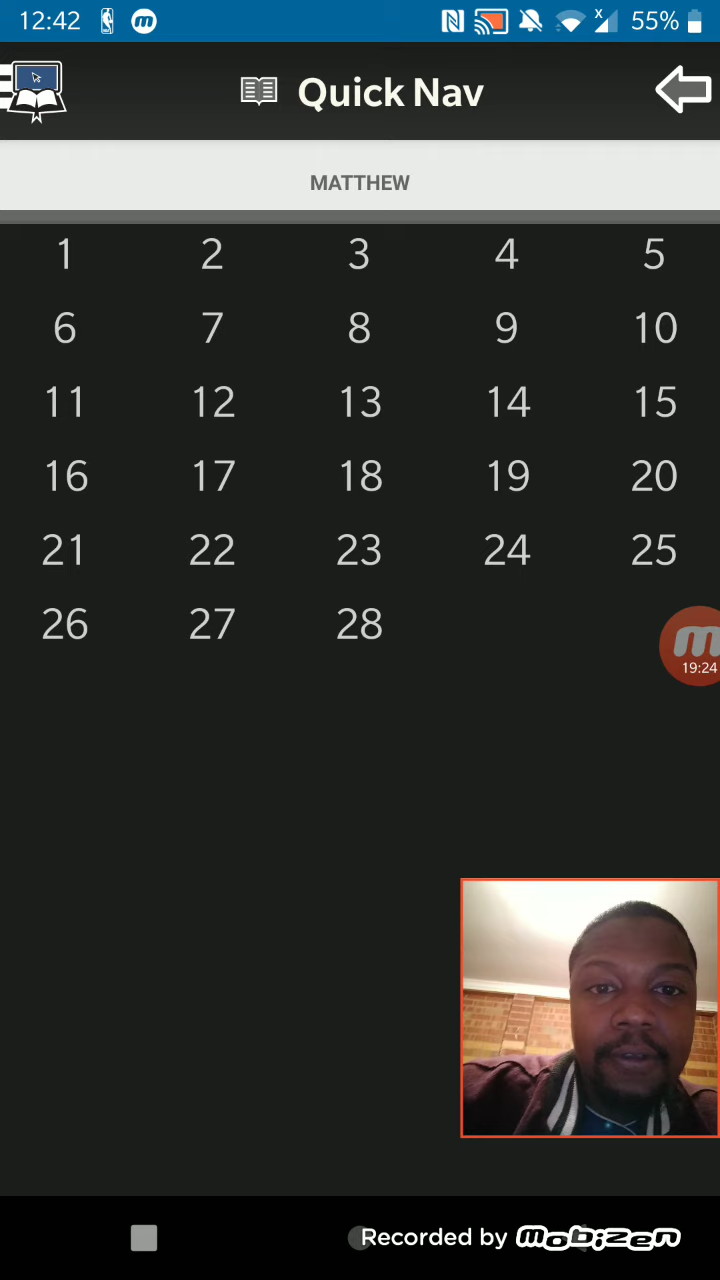 12:42 m N x 55%
Quick Nav
MATTHEW
1 2 3 4 5
6 7 8 9 10
11 12 13 14 15
16 17 18 19 20
21 22 23 24 25
26 27 28
m
19:24
Recorded by mobizen